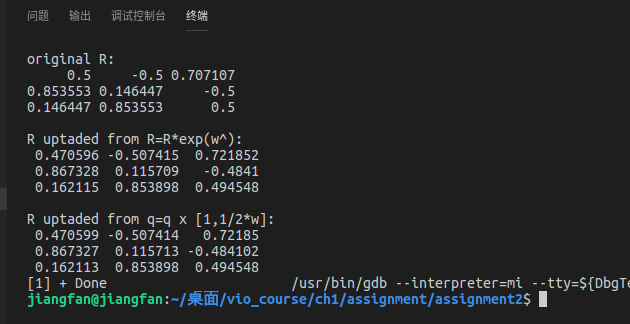 问题 输出 调试控制台 终端
original R:
0.5 -0.5 0.707107
0.853553 0.146447 -0.5
0.146447 0.853553 0.5
R uptaded from R=R*exp(w^):
0.470596 -0.507415 0.721852
0.867328 0.115709 -0.4841
0.162115 0.853898 0.494548
R uptaded from q=q x [1,1/2*w]:
0.470599 -0.507414 0.72185
0.867327 0.115713 -0.484102
0.162113 0.853898 0.494548
[1] + Done /usr/bin/gdb --interpreter=mi --tty=${DbgTe
jiangfan@jiangfan:~/桌面/vio_course/ch1/assignment/assignment2$